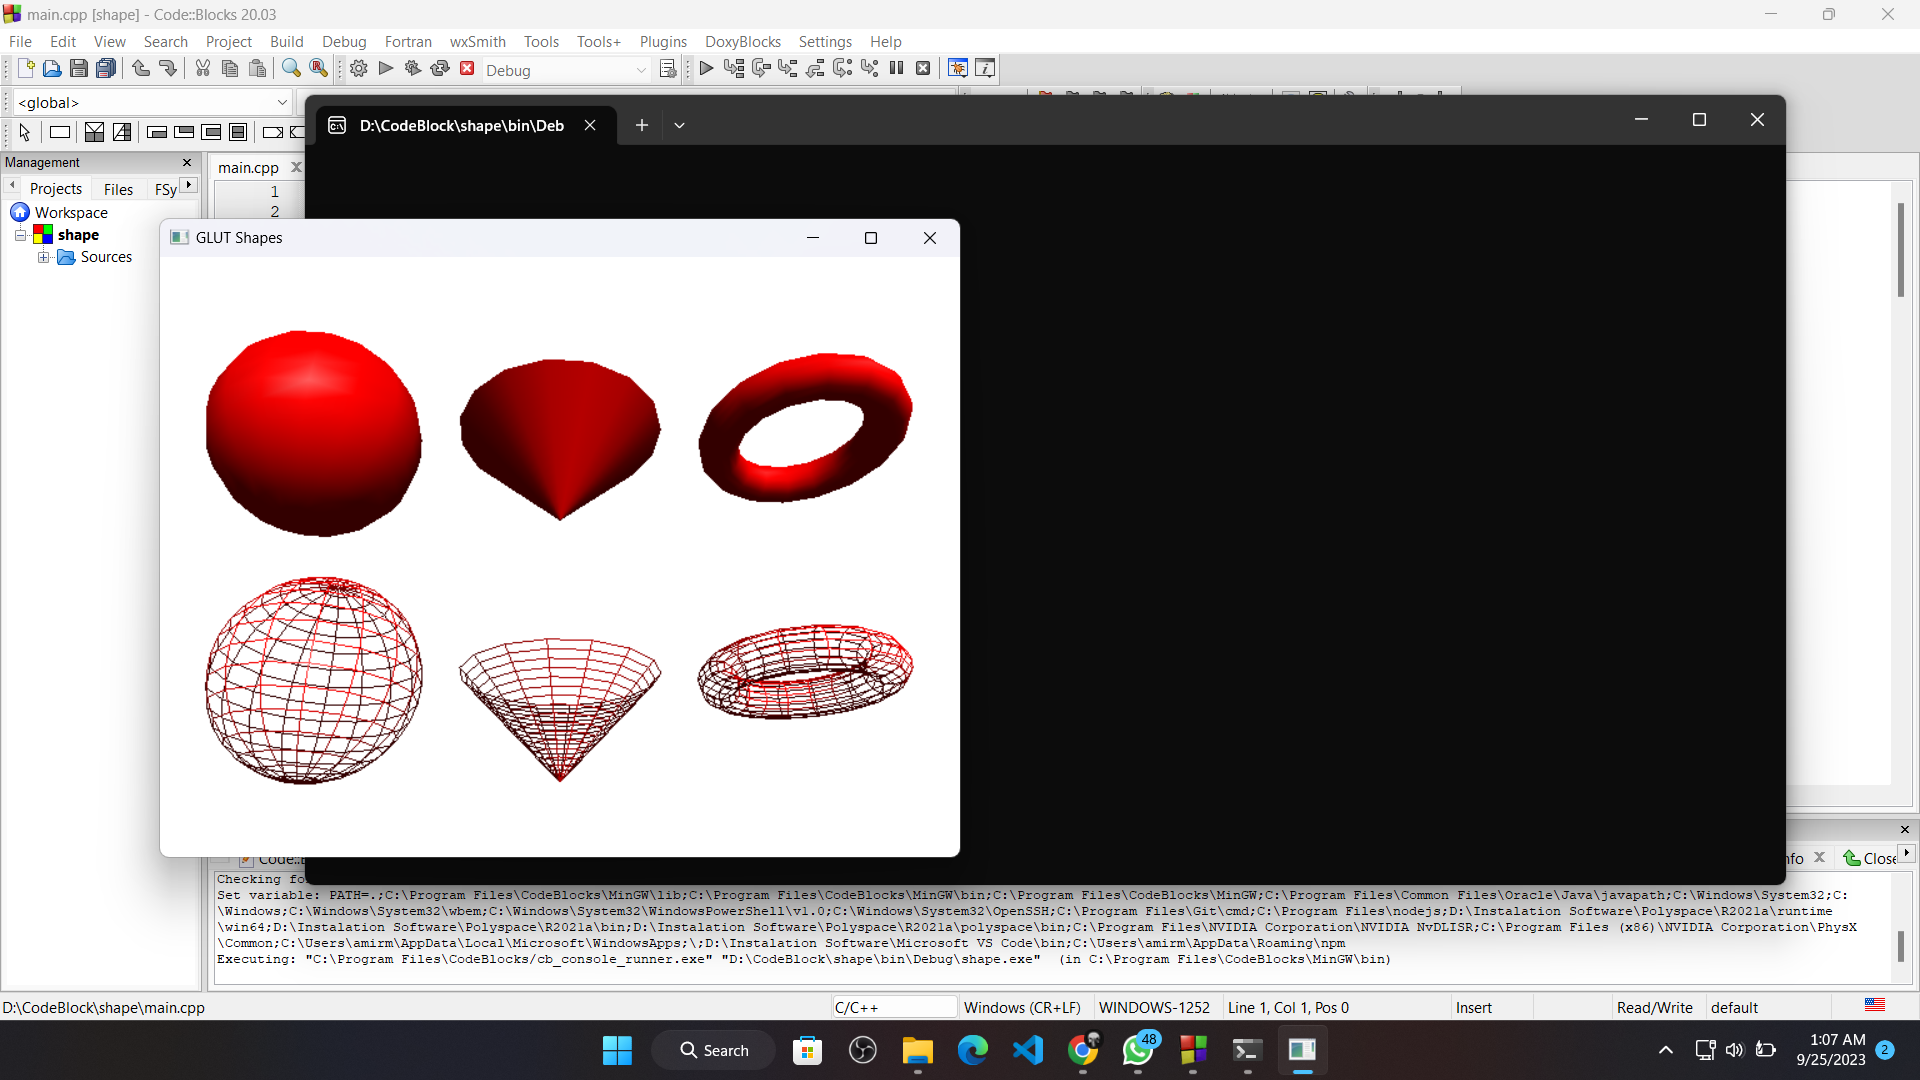 main.cpp [shape] - Code::Blocks 20.03
File Edit View Search Project Build Debug Fortran wxSmith Tools Tools+ Plugins DoxyBlocks Settings Help
Debug
<global>
D:\CodeBlock\shape\bin\Deb
Management
main.cpp
Projects Files FSy
1
2
Workspace
shape
Sources
GLUT Shapes
Code::
nfo
Close
Checking fo
Set variable: PATH=.;C:\Program Files\CodeBlocks\MinGW\lib;C:\Program Files\CodeBlocks\MinGW\bin;C:\Program Files\CodeBlocks\MinGW;C:\Program Files\Common Files\Oracle\Java\javapath;C:\Windows\System32;C:
\Windows;C:\Windows\System32\wbem;C:\Windows\System32\WindowsPowerShell\v1.0;C:\Windows\System32\OpenSSH;C:\Program Files\Git\cmd;C:\Program Files\nodejs;D:\Instalation Software\Polyspace\R2021a\runtime
\win64;D:\Instalation Software\Polyspace\R2021a\bin;D:\Instalation Software\Polyspace\R2021a\polyspace\bin;C:\Program Files\NVIDIA Corporation\NVIDIA NvDLISR;C:\Program Files (x86)\NVIDIA Corporation\PhysX
\Common;C:\Users\amirm\AppData\Local\Microsoft\WindowsApps;\;D:\Instalation Software\Microsoft VS Code\bin;C:\Users\amirm\AppData\Roaming\npm
Executing: "C:\Program Files\CodeBlocks/cb_console_runner.exe" "D:\CodeBlock\shape\bin\Debug\shape.exe"  (in C:\Program Files\CodeBlocks\MinGW\bin)
D:\CodeBlock\shape\main.cpp C/C++ Windows (CR+LF) WINDOWS-1252 Line 1, Col 1, Pos 0 Insert Read/Write default
Search
48
1:07 AM
9/25/2023
2